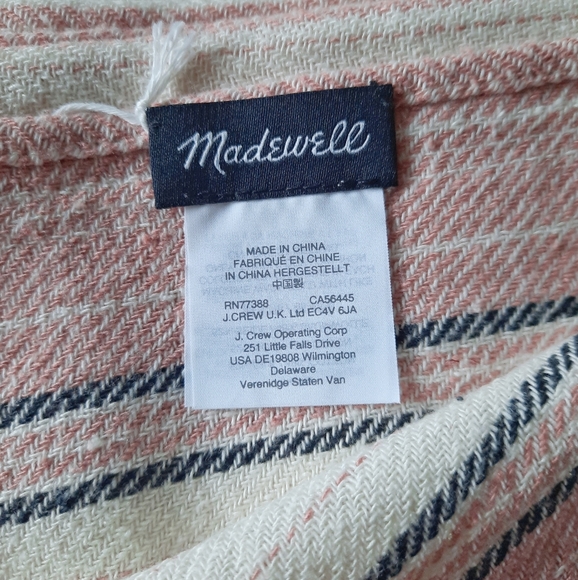 Madewell
MADE IN CHINA
FABRIQUÉ EN CHINE
IN CHINA HERGESTELLT
中国製
RN77388 CA56445
J.CREW U.K. Ltd EC4V 6JA
J. Crew Operating Corp
251 Little Falls Drive
USA DE19808 Wilmington
Delaware
Verenidge Staten Van